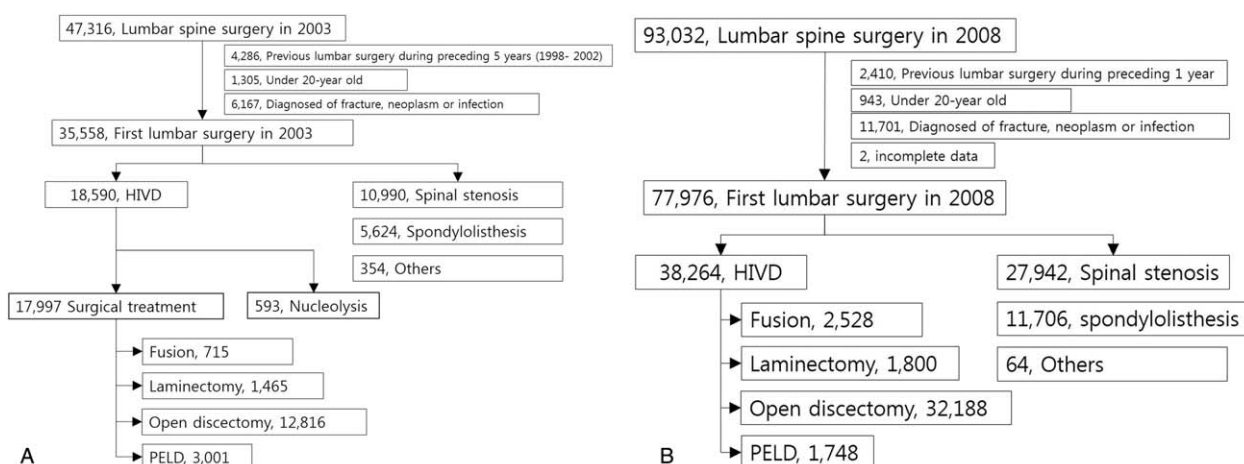 47,316, Lumbar spine surgery in 2003
4,286, Previous lumbar surgery during preceding 5 years (1998- 2002)
1,305, Under 20-year old
6,167, Diagnosed of fracture, neoplasm or infection
35,558, First lumbar surgery in 2003
18,590, HIVD
10,990, Spinal stenosis
5,624, Spondylolisthesis
354, Others
17,997 Surgical treatment
593, Nucleolysis
Fusion, 715
Laminectomy, 1,465
Open discectomy, 12,816
PELD, 3,001
A
93,032, Lumbar spine surgery in 2008
2,410, Previous lumbar surgery during preceding 1 year
943, Under 20-year old
11,701, Diagnosed of fracture, neoplasm or infection
2, incomplete data
77,976, First lumbar surgery in 2008
38,264, HIVD
27,942, Spinal stenosis
11,706, spondylolisthesis
64, Others
Fusion, 2,528
Laminectomy, 1,800
Open discectomy, 32,188
PELD, 1,748
B